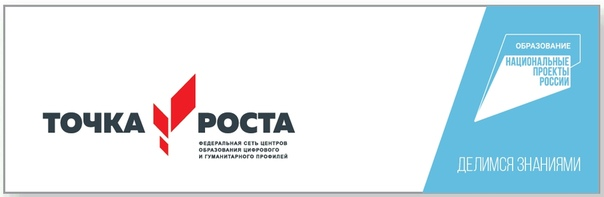 ТОЧКА РОСТА
ФЕДЕРАЛЬНАЯ СЕТЬ ЦЕНТРОВ
ОБРАЗОВАНИЯ ЦИФРОВОГО
И ГУМАНИТАРНОГО ПРОФИЛЕЙ
ОБРАЗОВАНИЕ
НАЦИОНАЛЬНЫЕ
ПРОЕКТЫ
РОССИИ
ДЕЛИМСЯ ЗНАНИЯМИ